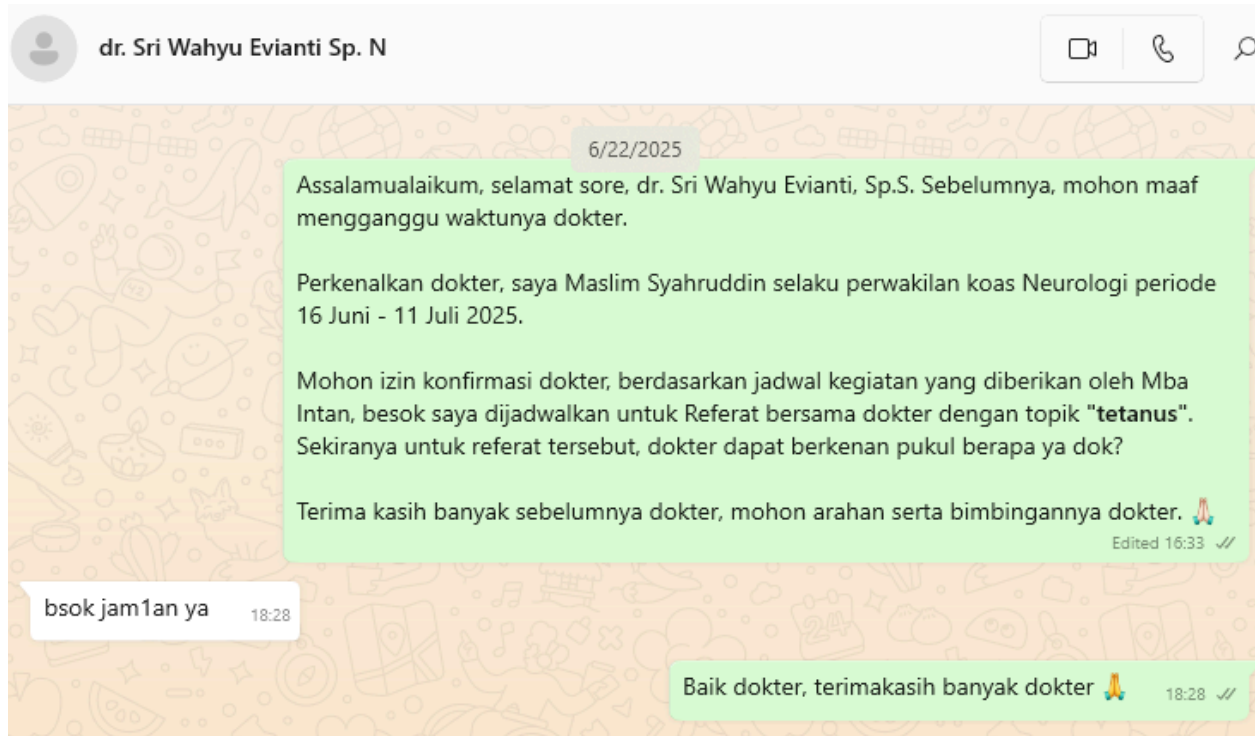 dr. Sri Wahyu Evianti Sp. N
6/22/2025
Assalamualaikum, selamat sore, dr. Sri Wahyu Evianti, Sp.S. Sebelumnya, mohon maaf
mengganggu waktunya dokter.
Perkenalkan dokter, saya Maslim Syahruddin selaku perwakilan koas Neurologi periode
16 Juni - 11 Juli 2025.
Mohon izin konfirmasi dokter, berdasarkan jadwal kegiatan yang diberikan oleh Mba
Intan, besok saya dijadwalkan untuk Referat bersama dokter dengan topik "tetanus".
Sekiranya untuk referat tersebut, dokter dapat berkenan pukul berapa ya dok?
Terima kasih banyak sebelumnya dokter, mohon arahan serta bimbingannya dokter. 🙏🏻
Edited 16:33
bsok jam1an ya 18:28
Baik dokter, terimakasih banyak dokter 🙏 18:28